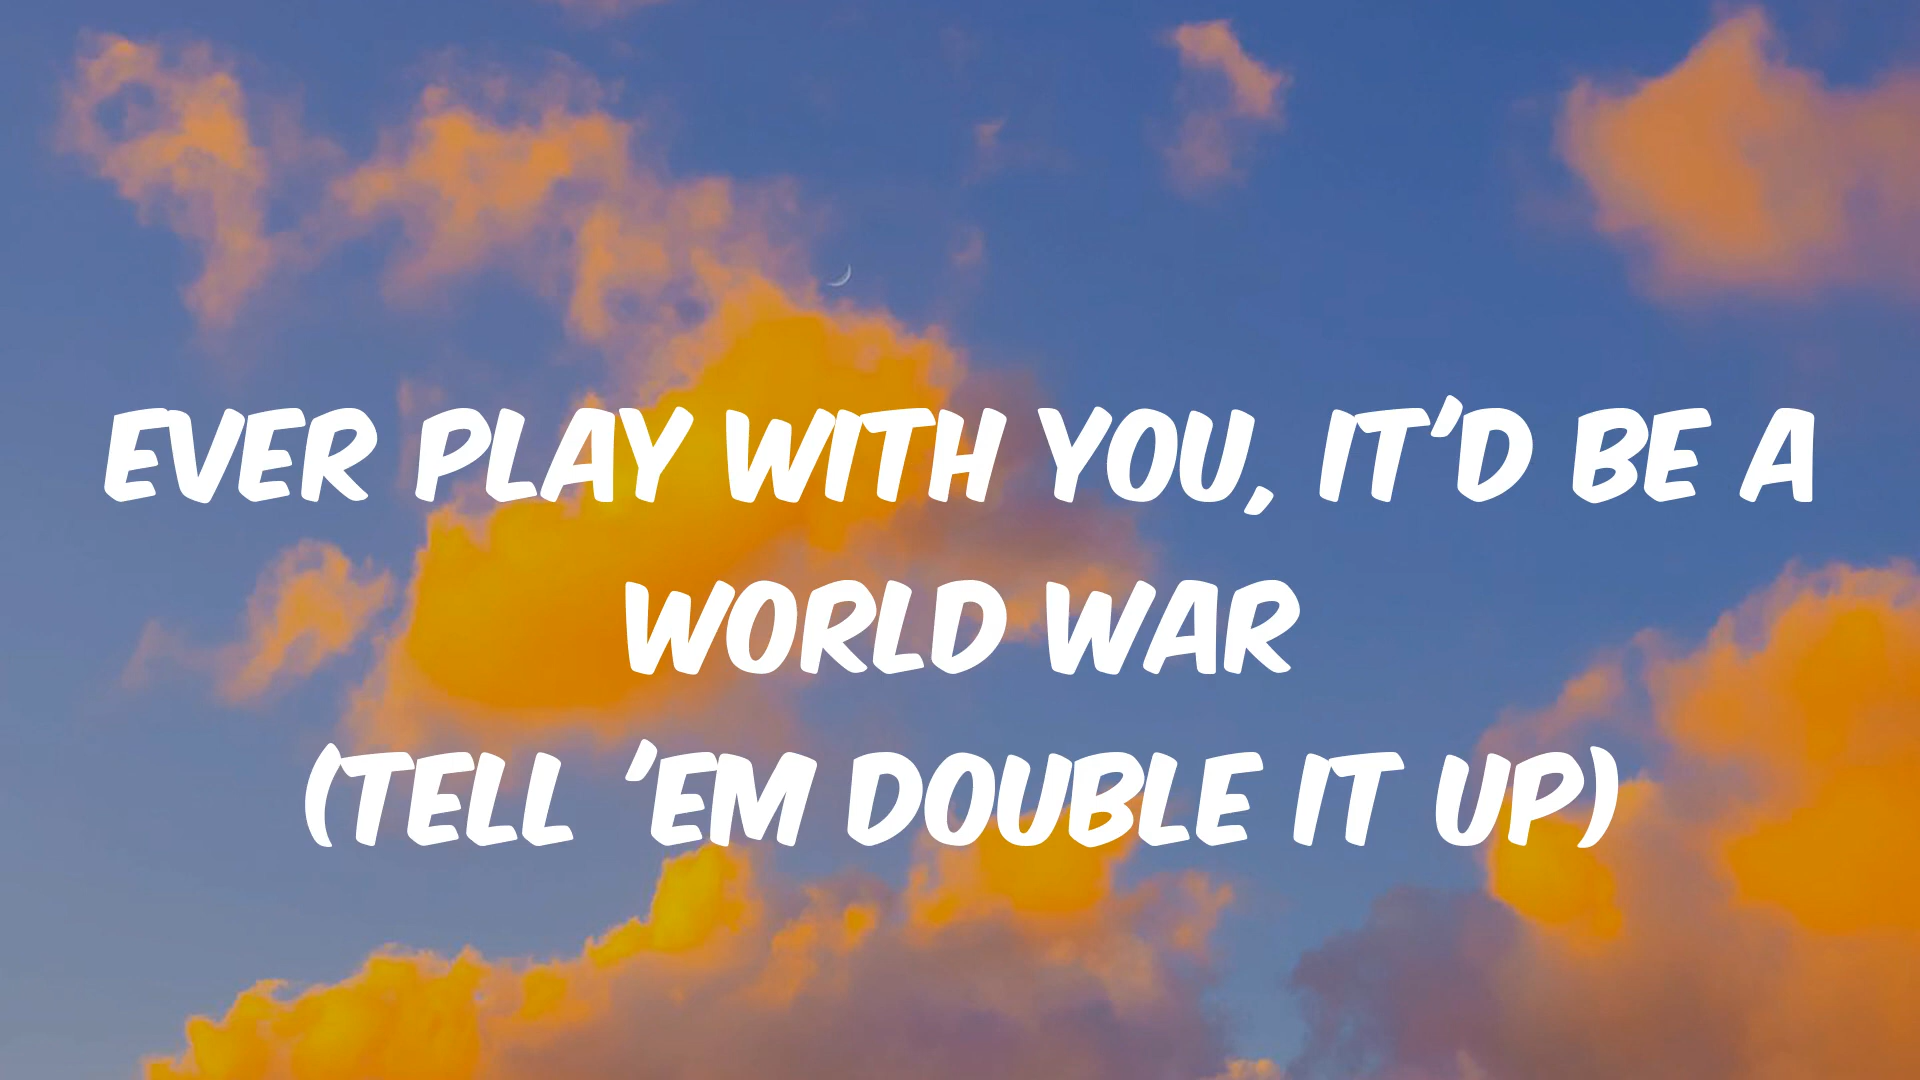 EVER PLAY WITH YOU, IT'D BE A
WORLD WAR
(TELL 'EM DOUBLE IT UP)